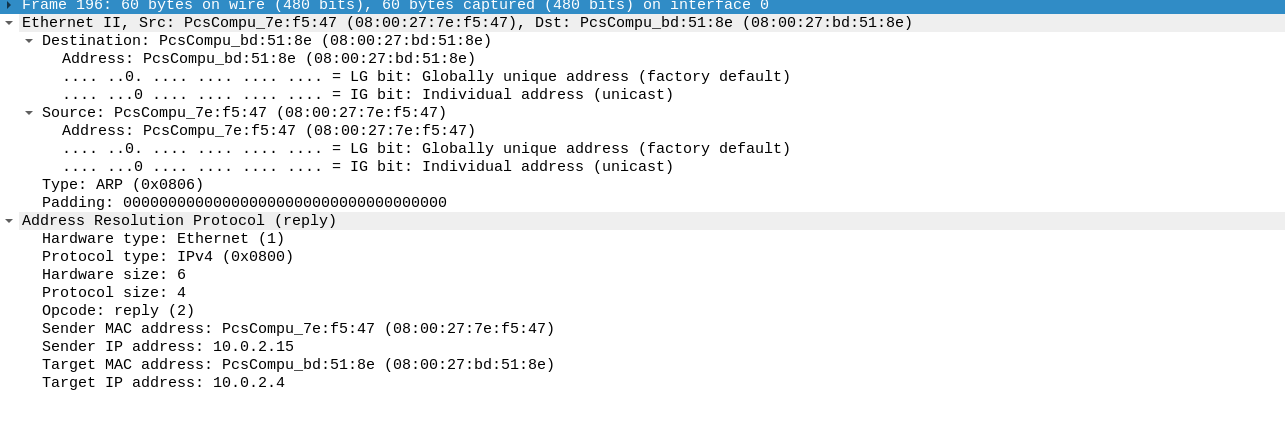 Frame 196: 60 bytes on wire (480 bits), 60 bytes captured (480 bits) on interface 0
Ethernet II, Src: PcsCompu_7e:f5:47 (08:00:27:7e:f5:47), Dst: PcsCompu_bd:51:8e (08:00:27:bd:51:8e)
Destination: PcsCompu_bd:51:8e (08:00:27:bd:51:8e)
Address: PcsCompu_bd:51:8e (08:00:27:bd:51:8e)
.... ..0. .... .... .... .... = LG bit: Globally unique address (factory default)
.... ...0 .... .... .... .... = IG bit: Individual address (unicast)
Source: PcsCompu_7e:f5:47 (08:00:27:7e:f5:47)
Address: PcsCompu_7e:f5:47 (08:00:27:7e:f5:47)
.... ..0. .... .... .... .... = LG bit: Globally unique address (factory default)
.... ...0 .... .... .... .... = IG bit: Individual address (unicast)
Type: ARP (0x0806)
Padding: 000000000000000000000000000000000000
Address Resolution Protocol (reply)
Hardware type: Ethernet (1)
Protocol type: IPv4 (0x0800)
Hardware size: 6
Protocol size: 4
Opcode: reply (2)
Sender MAC address: PcsCompu_7e:f5:47 (08:00:27:7e:f5:47)
Sender IP address: 10.0.2.15
Target MAC address: PcsCompu_bd:51:8e (08:00:27:bd:51:8e)
Target IP address: 10.0.2.4